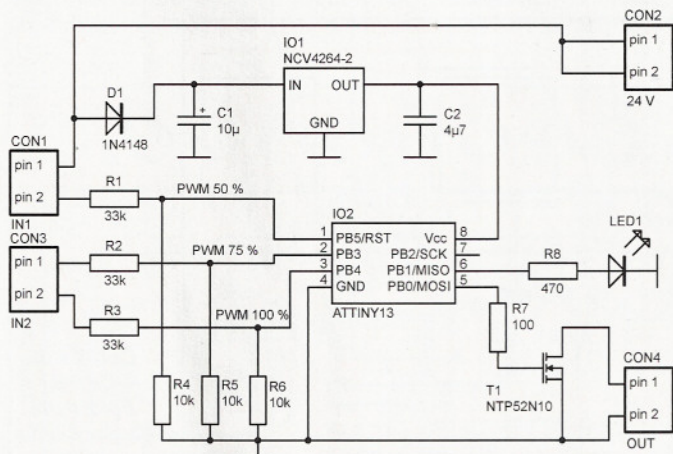 CON2
pin 1
pin 2
24 V
IO1
NCV4264-2
IN OUT
GND
D1
1N4148
+
C1
10µ
C2
4µ7
CON1
pin 1
pin 2
IN1
R1
33k
PWM 50 %
CON3
pin 1
pin 2
IN2
R2
33k
PWM 75 %
R3
33k
PWM 100 %
IO2
1 PB5/RST Vcc 8
2 PB3 PB2/SCK 7
3 PB4 PB1/MISO 6
4 GND PB0/MOSI 5
ATTINY13
R8
470
LED1
R7
100
T1
NTP52N10
CON4
pin 1
pin 2
OUT
R4
10k
R5
10k
R6
10k